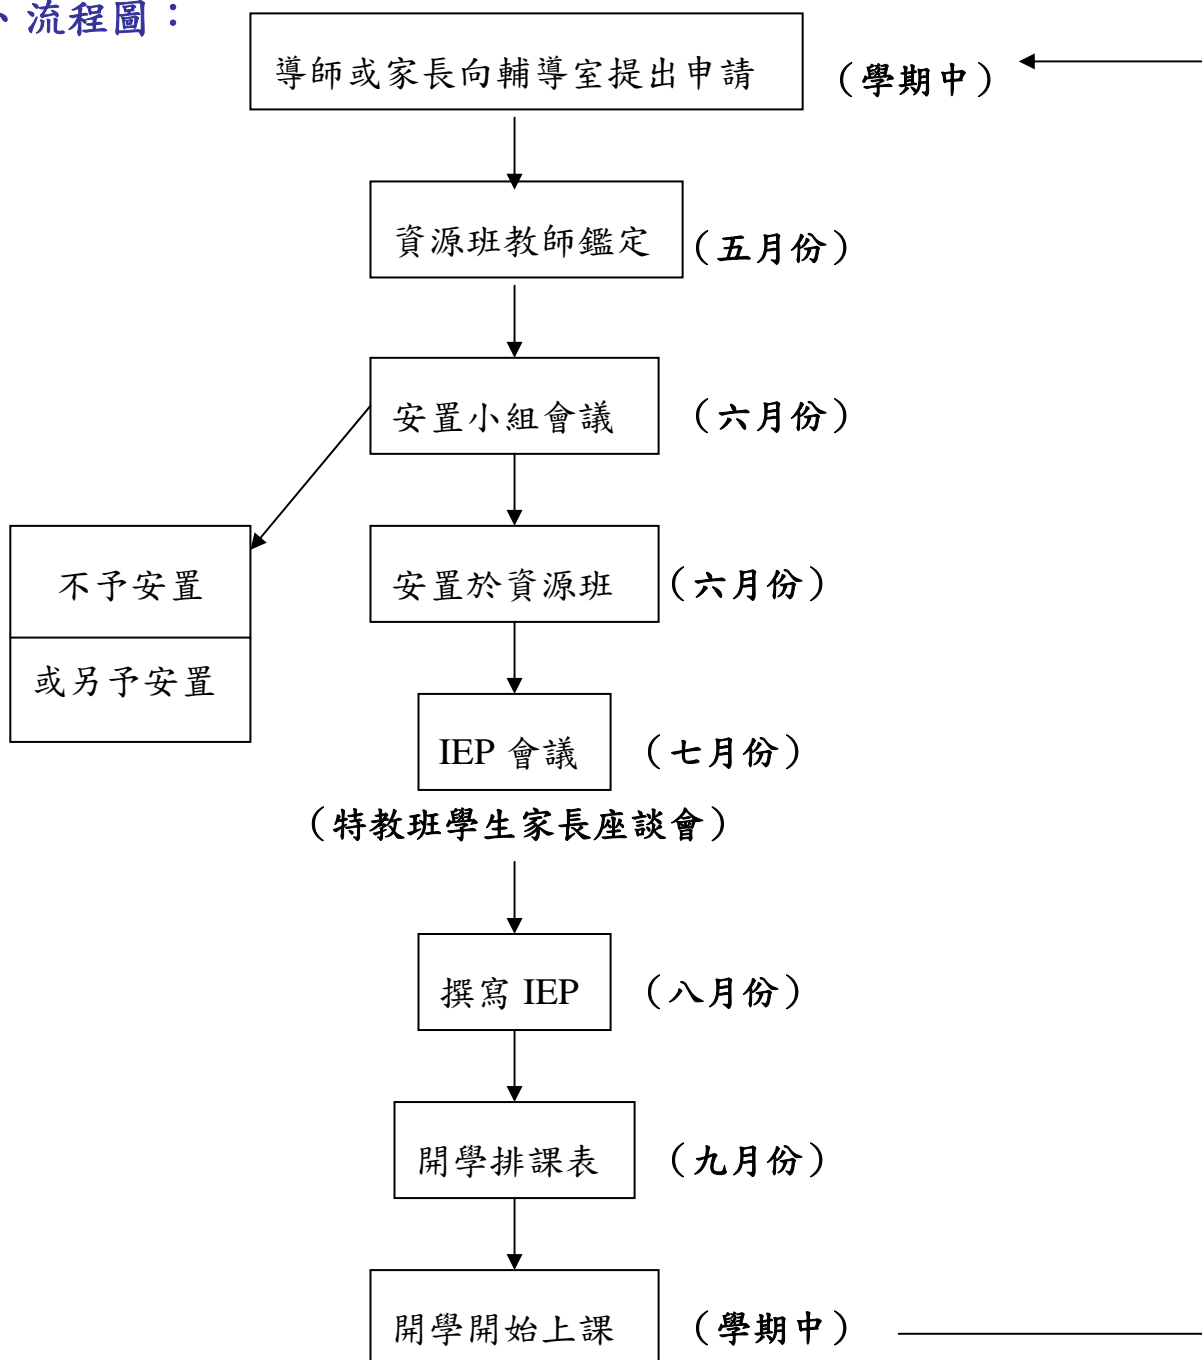 、流程圖：
導師或家長向輔導室提出申請 （學期中）
資源班教師鑑定 （五月份）
安置小組會議 （六月份）
不予安置
或另予安置
安置於資源班 （六月份）
IEP 會議 （七月份）
（特教班學生家長座談會）
撰寫 IEP （八月份）
開學排課表 （九月份）
開學開始上課 （學期中）